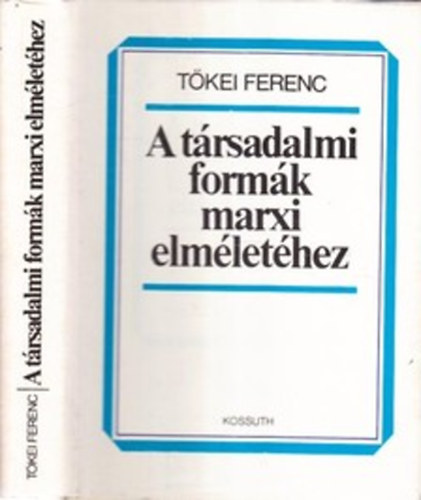 TŐKEI FERENC
A társadalmi
formák
marxi
elméletéhez
KOSSUTH
TŐKEI FERENC A társadalmi formák marxi elméletéhez